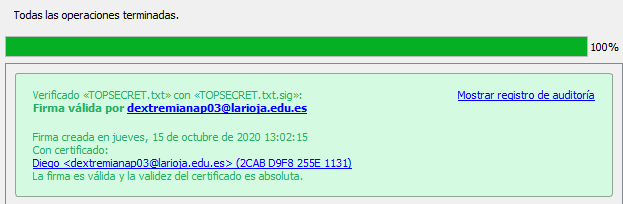 Todas las operaciones terminadas.
100%
Verificado «TOPSECRET.txt» con «TOPSECRET.txt.sig»:
Mostrar registro de auditoría
Firma válida por dextremianap03@larioja.edu.es
Firma creada en jueves, 15 de octubre de 2020 13:02:15
Con certificado:
Diego <dextremianap03@larioja.edu.es> (2CAB D9F8 255E 1131)
La firma es válida y la validez del certificado es absoluta.